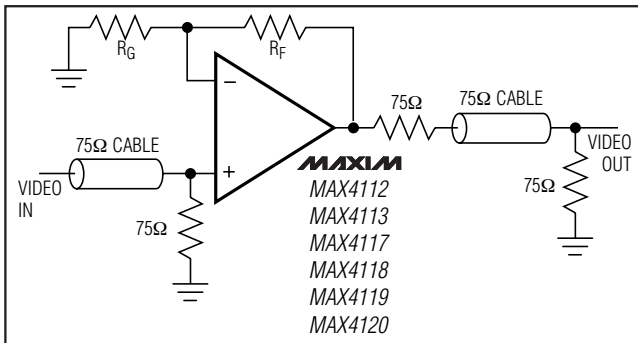 R_G
R_F
75Ω
75Ω CABLE
75Ω CABLE
−
+
VIDEO
IN
VIDEO
OUT
75Ω
75Ω
MAXIM
MAX4112
MAX4113
MAX4117
MAX4118
MAX4119
MAX4120